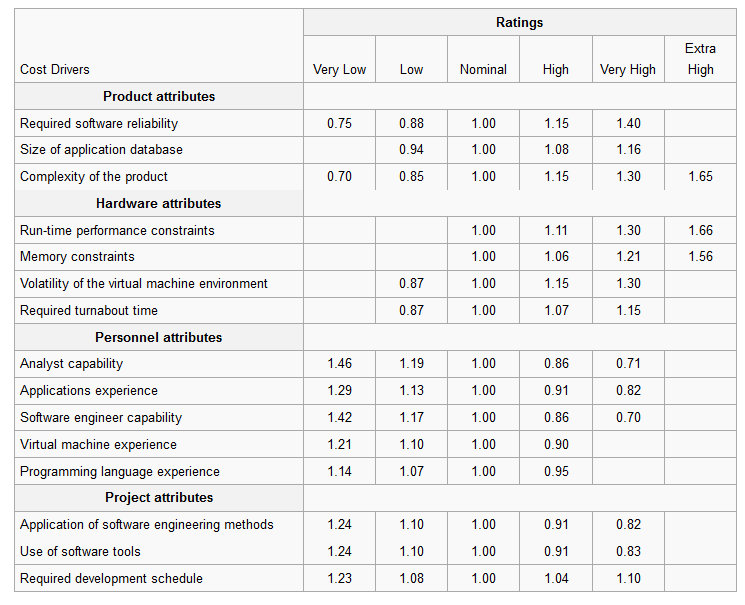 Ratings
Cost Drivers Very Low Low Nominal High Very High Extra High
Product attributes
Required software reliability 0.75 0.88 1.00 1.15 1.40
Size of application database 0.94 1.00 1.08 1.16
Complexity of the product 0.70 0.85 1.00 1.15 1.30 1.65
Hardware attributes
Run-time performance constraints 1.00 1.11 1.30 1.66
Memory constraints 1.00 1.06 1.21 1.56
Volatility of the virtual machine environment 0.87 1.00 1.15 1.30
Required turnabout time 0.87 1.00 1.07 1.15
Personnel attributes
Analyst capability 1.46 1.19 1.00 0.86 0.71
Applications experience 1.29 1.13 1.00 0.91 0.82
Software engineer capability 1.42 1.17 1.00 0.86 0.70
Virtual machine experience 1.21 1.10 1.00 0.90
Programming language experience 1.14 1.07 1.00 0.95
Project attributes
Application of software engineering methods 1.24 1.10 1.00 0.91 0.82
Use of software tools 1.24 1.10 1.00 0.91 0.83
Required development schedule 1.23 1.08 1.00 1.04 1.10